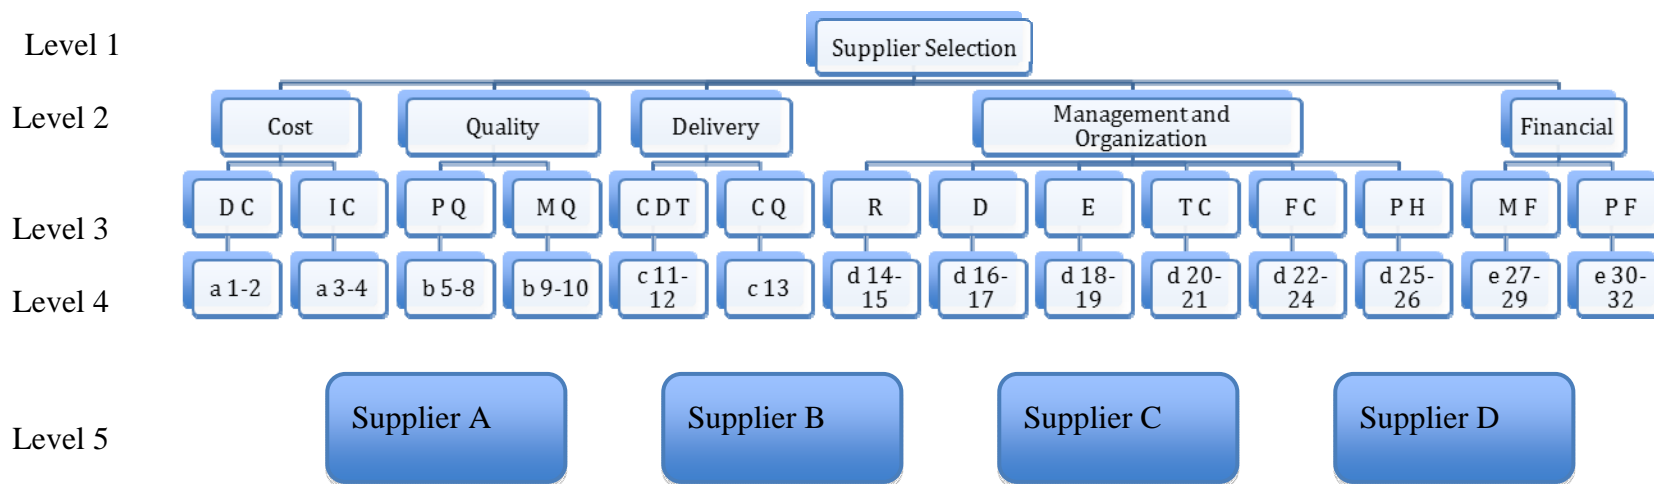 Level 1
Supplier Selection
Level 2
Cost
Quality
Delivery
Management and
Organization
Financial
Level 3
D C
I C
P Q
M Q
C D T
C Q
R
D
E
T C
F C
P H
M F
P F
Level 4
a 1-2
a 3-4
b 5-8
b 9-10
c 11-
12
c 13
d 14-
15
d 16-
17
d 18-
19
d 20-
21
d 22-
24
d 25-
26
e 27-
29
e 30-
32
Level 5
Supplier A
Supplier B
Supplier C
Supplier D